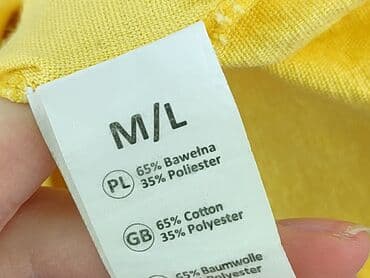 M/L
PL 65% Bawełna
35% Poliester
GB 65% Cotton
35% Polyester
65% Baumwolle